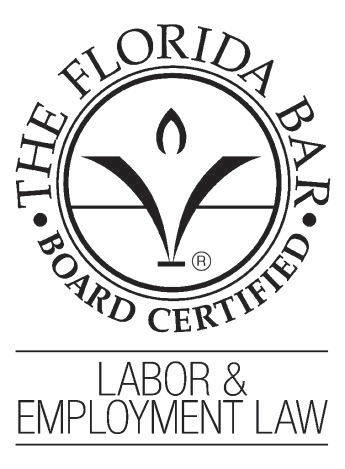 THE FLORIDA BAR
• BOARD CERTIFIED •
®
LABOR &
EMPLOYMENT LAW